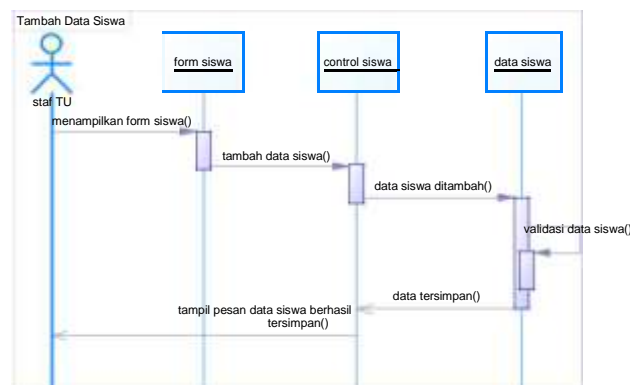 Tambah Data Siswa
form siswa
control siswa
data siswa
staf TU
menampilkan form siswa()
tambah data siswa()
data siswa ditambah()
validasi data siswa()
data tersimpan()
tampil pesan data siswa berhasil
tersimpan()